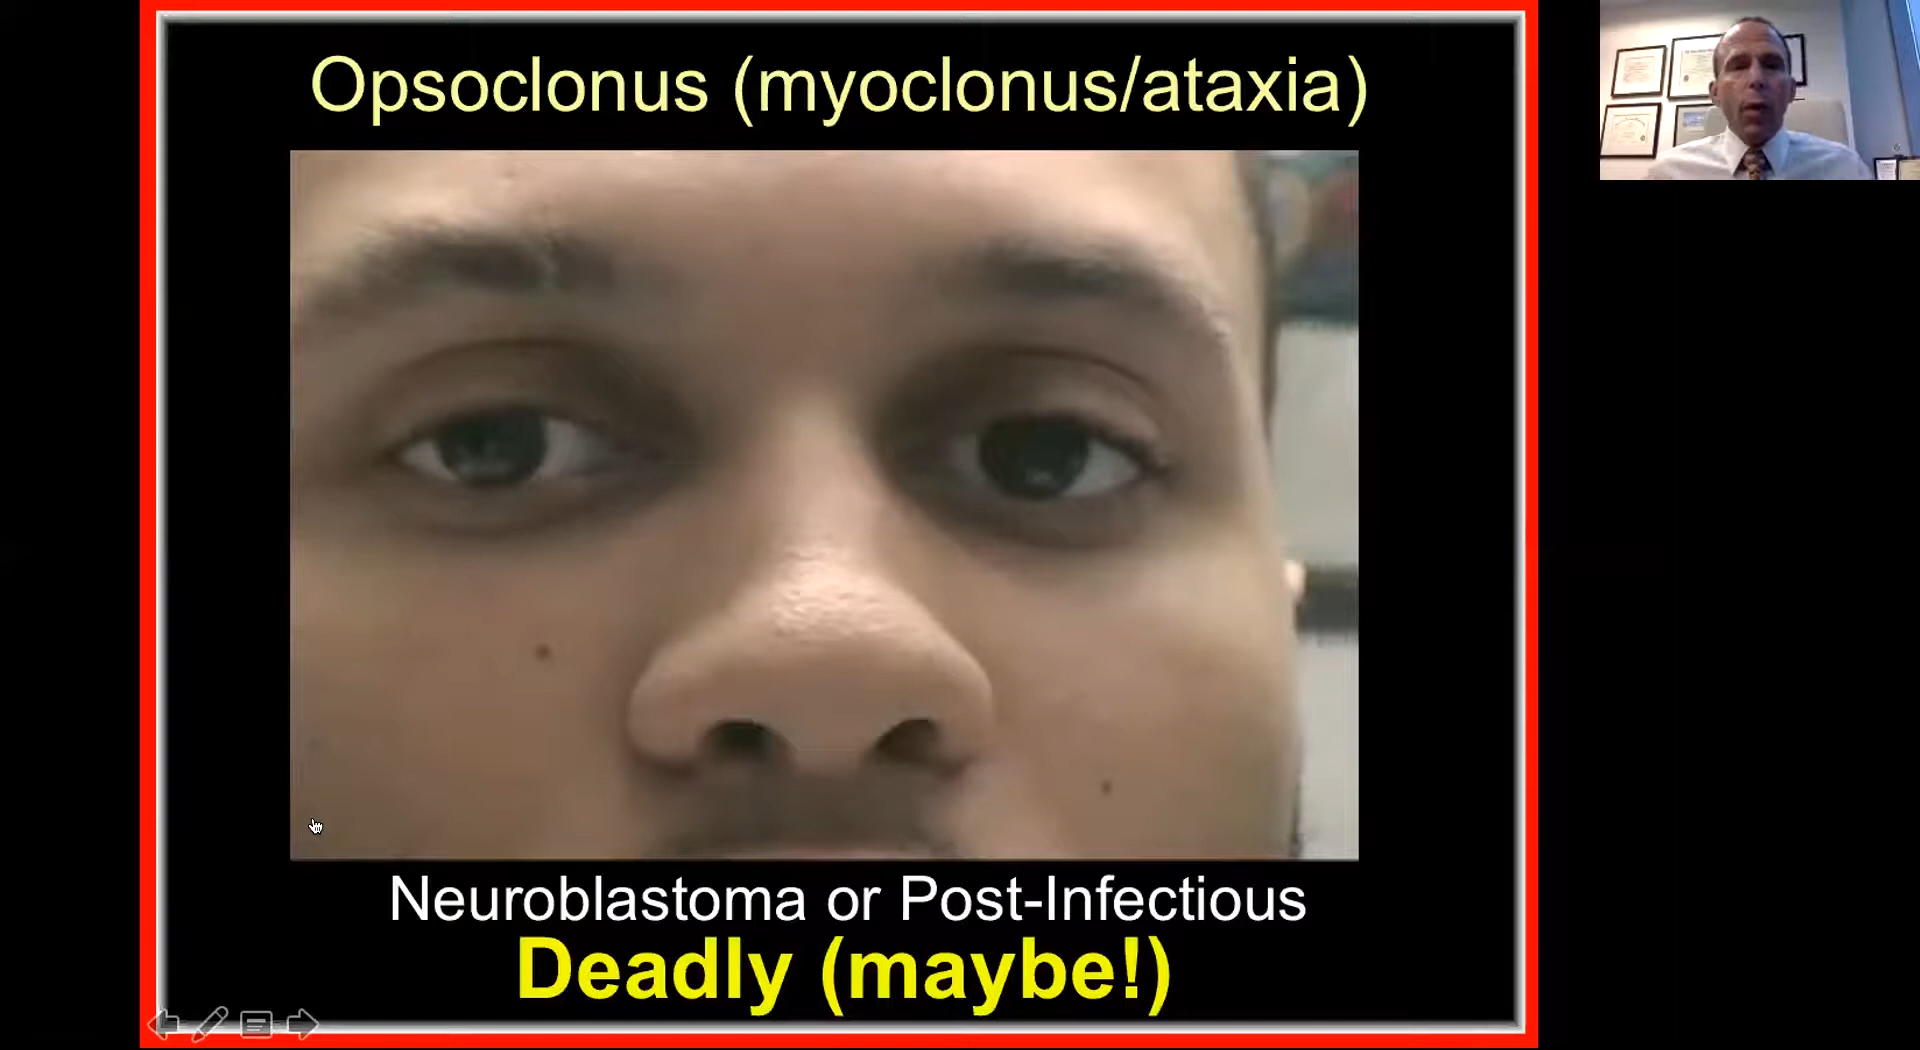 Opsoclonus (myoclonus/ataxia)
Neuroblastoma or Post-Infectious
Deadly (maybe!)